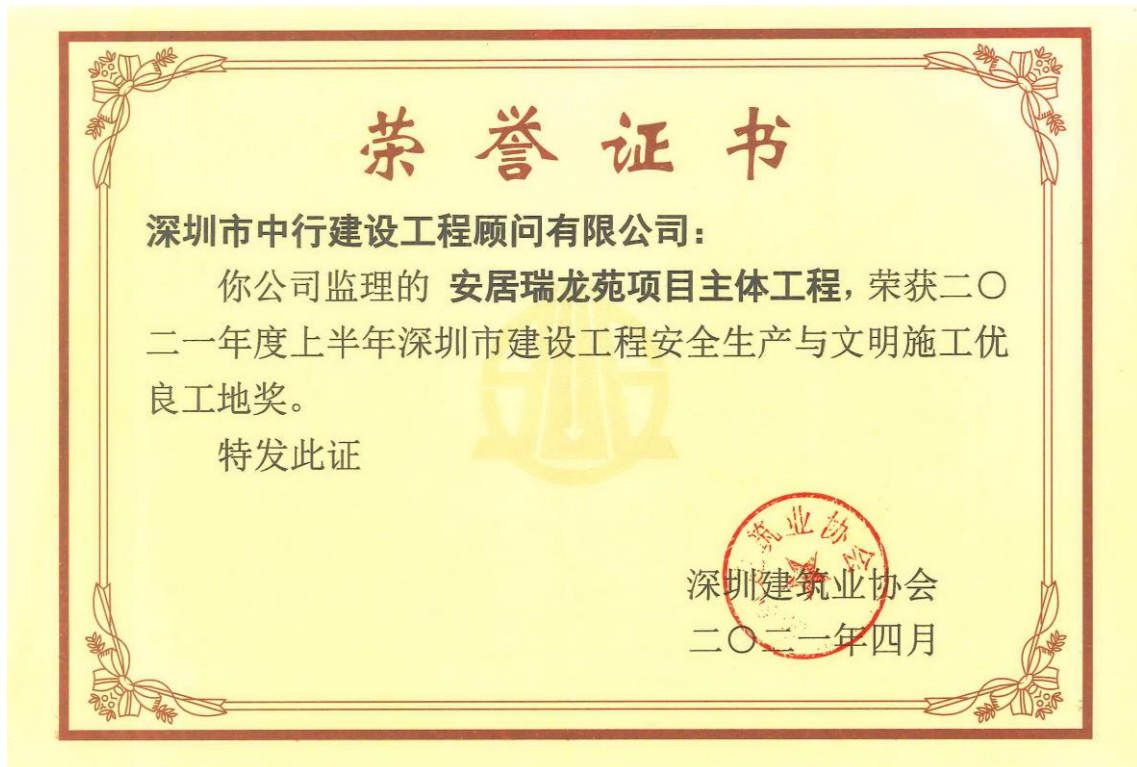 荣誉证书
深圳市中行建设工程顾问有限公司：
你公司监理的 安居瑞龙苑项目主体工程，荣获二〇
二一年度上半年深圳市建设工程安全生产与文明施工优
良工地奖。
特发此证
筑业协会
深圳建筑业协会
二〇二一年四月